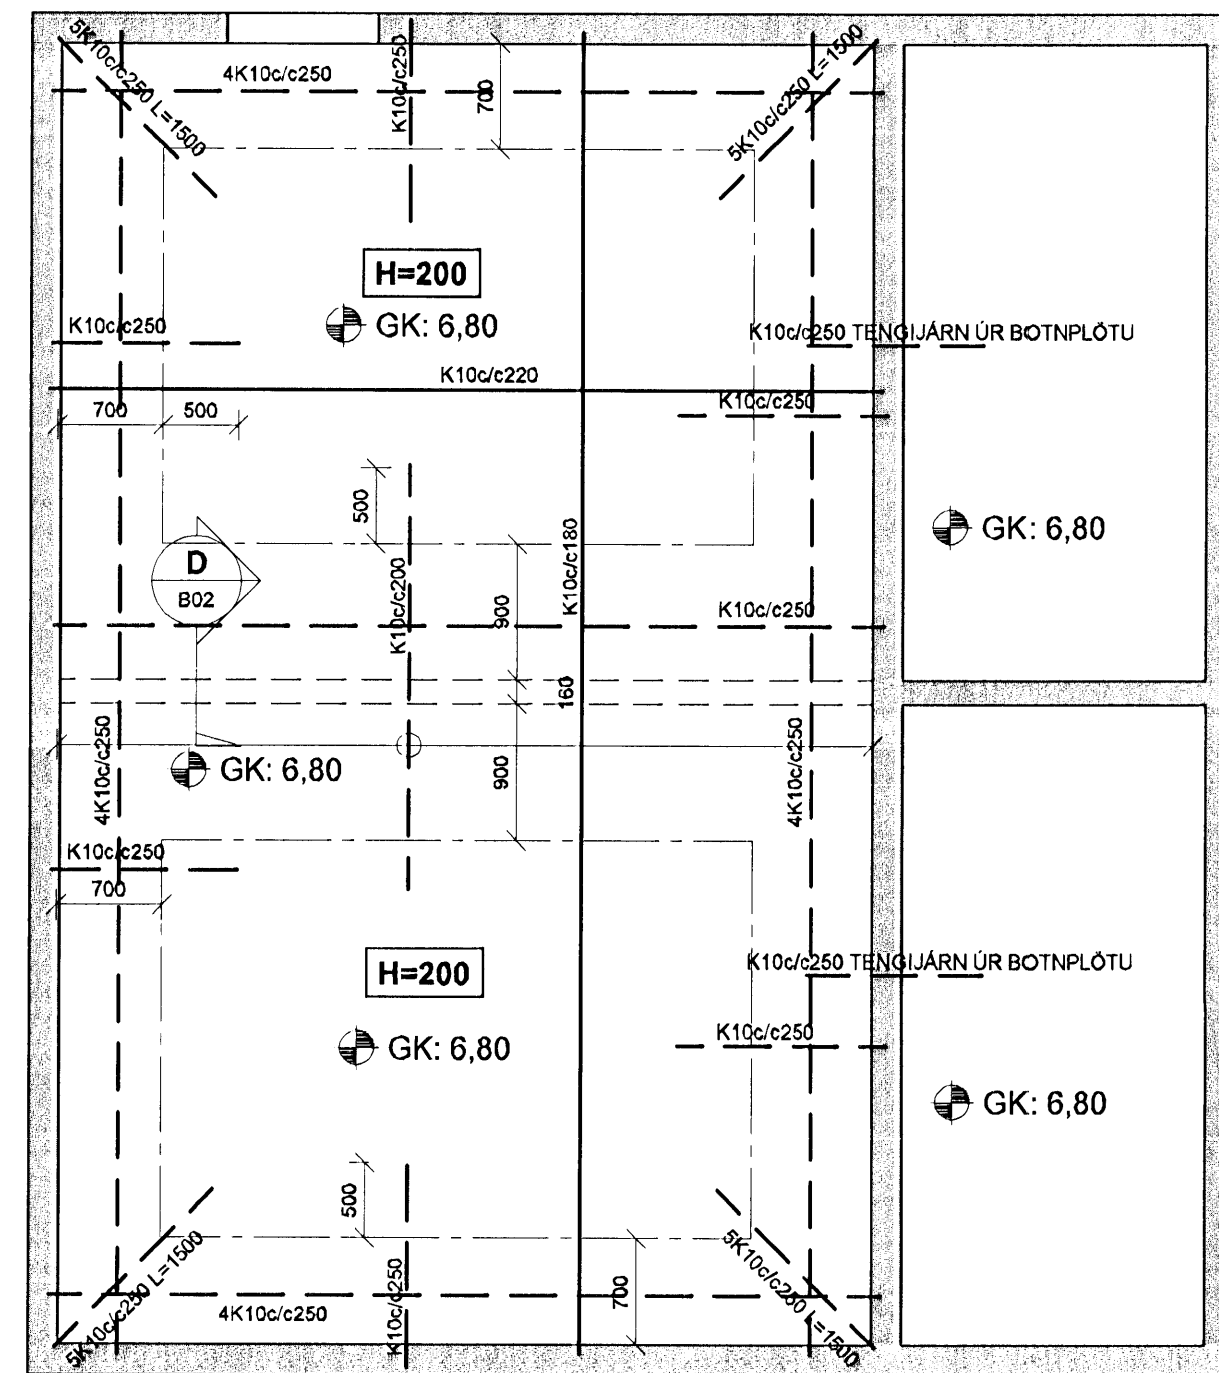 5K10c/c250 L=1500
4K10c/c250
K10c/c250
700
5K10c/c250 L=1500
H=200
GK: 6,80
K10c/c250
K10c/c250 TENGIJÁRN ÚR BOTNPLÖTU
K10c/c220
K10c/c250
700
500
500
GK: 6,80
D
B02
K10c/c200
900
K10c/c180
K10c/c250
160
4K10c/c250
900
4K10c/c250
GK: 6,80
K10c/c250
700
H=200
K10c/c250 TENGIJÁRN ÚR BOTNPLÖTU
GK: 6,80
K10c/c250
GK: 6,80
500
5K10c/c250 L=1500
4K10c/c250
K10c/c250
700
5K10c/c250 L=1500